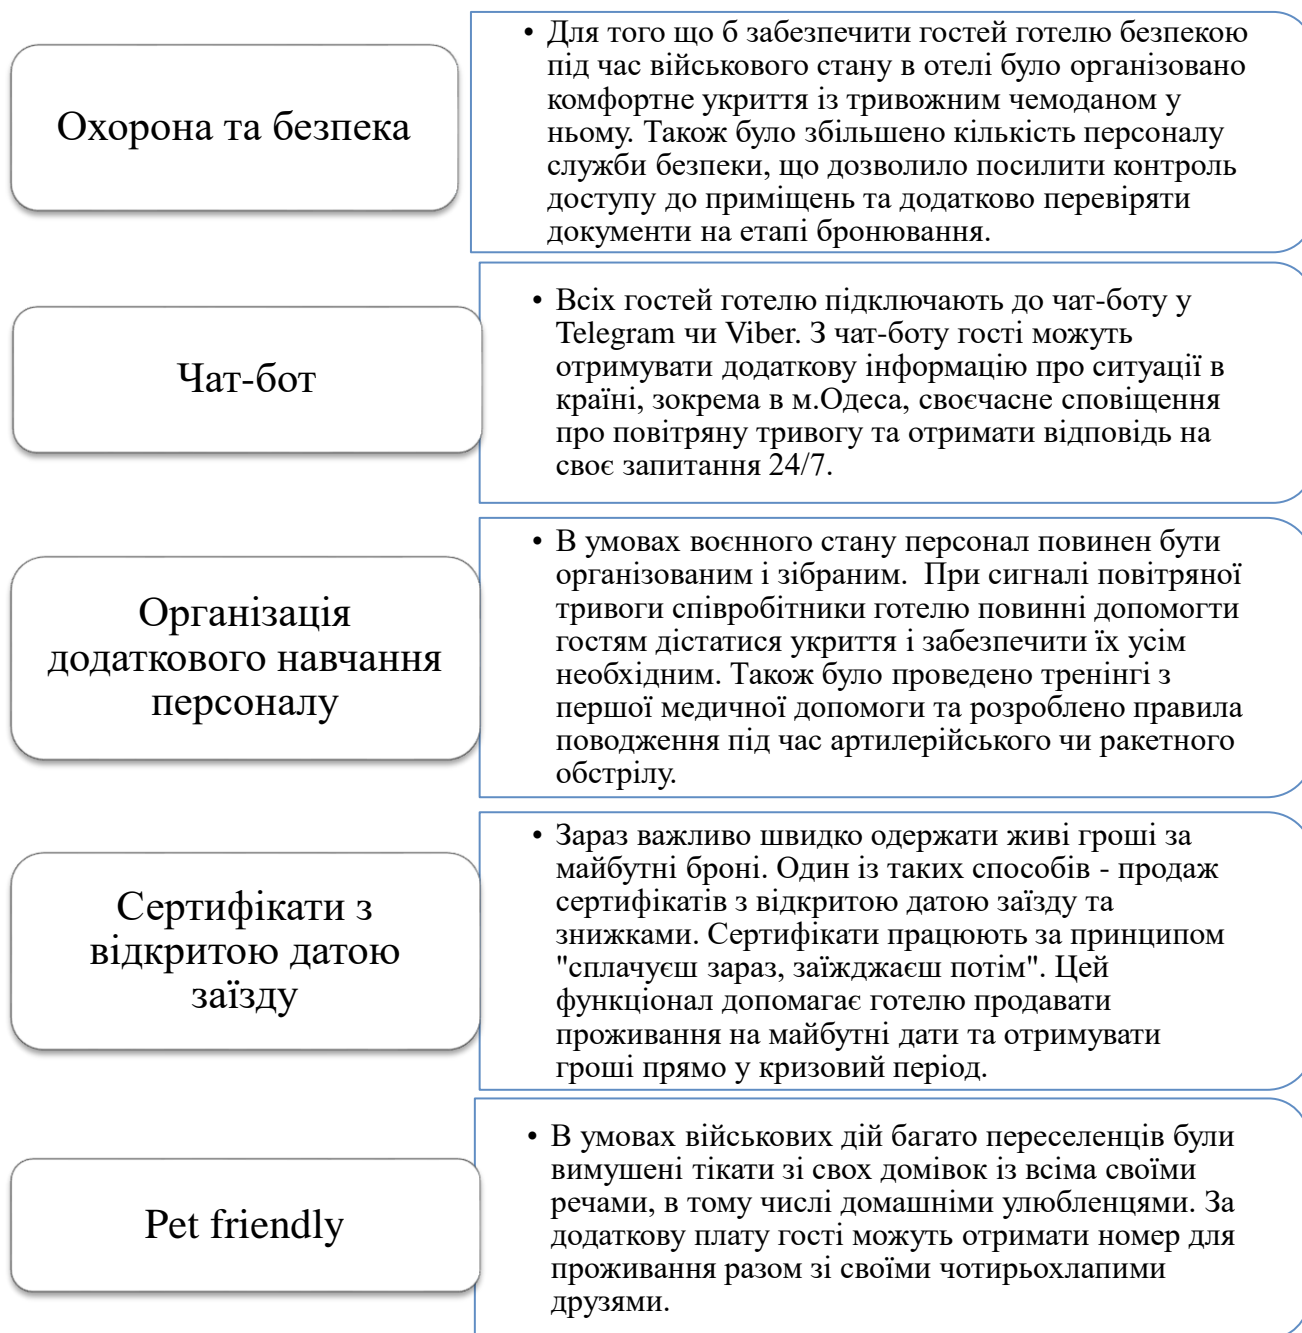 Охорона та безпека
• Для того що б забезпечити гостей готелю безпекою
під час військового стану в отелі було організовано
комфортне укриття із тривожним чемоданом у
ньому. Також було збільшено кількість персоналу
служби безпеки, що дозволило посилити контроль
доступу до приміщень та додатково перевіряти
документи на етапі бронювання.
Чат-бот
• Всіх гостей готелю підключають до чат-боту у
Telegram чи Viber. З чат-боту гості можуть
отримувати додаткову інформацію про ситуації в
країні, зокрема в м.Одеса, своєчасне сповіщення
про повітряну тривогу та отримати відповідь на
своє запитання 24/7.
Організація
додаткового навчання
персоналу
• В умовах воєнного стану персонал повинен бути
організованим і зібраним. При сигналі повітряної
тривоги співробітники готелю повинні допомогти
гостям дістатися укриття і забезпечити їх усім
необхідним. Також було проведено тренінгі з
першої медичної допомоги та розроблено правила
поводження під час артилерійського чи ракетного
обстрілу.
Сертифікати з
відкритою датою
заїзду
• Зараз важливо швидко одержати живі гроші за
майбутні броні. Один із таких способів - продаж
сертифікатів з відкритою датою заїзду та
знижками. Сертифікати працюють за принципом
"сплачуєш зараз, заїжджаєш потім". Цей
функціонал допомагає готелю продавати
проживання на майбутні дати та отримувати
гроші прямо у кризовий період.
Pet friendly
• В умовах військових дій багато переселенців були
вимушені тікати зі свох домівок із всіма своїми
речами, в тому числі домашніми улюбленцями. За
додаткову плату гості можуть отримати номер для
проживання разом зі своїми чотирьохлапими
друзями.